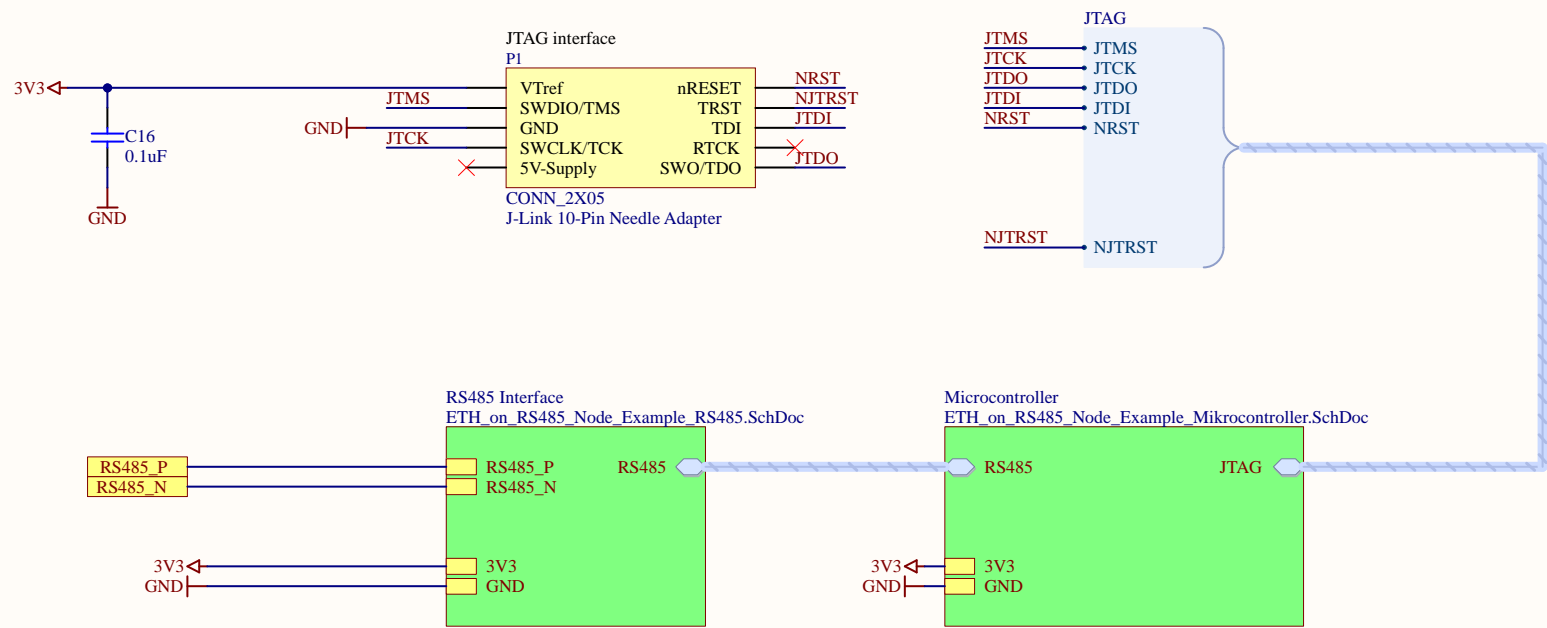 JTAG interface
P1
3V3
VTref
nRESET
NRST
JTMS
SWDIO/TMS
TRST
NJTRST
GND
GND
TDI
JTDI
JTCK
SWCLK/TCK
RTCK
5V-Supply
SWO/TDO
JTDO
CONN_2X05
J-Link 10-Pin Needle Adapter
C16
0.1uF
GND
JTAG
JTMS
JTMS
JTCK
JTCK
JTDO
JTDO
JTDI
JTDI
NRST
NRST
NJTRST
NJTRST
RS485 Interface
ETH_on_RS485_Node_Example_RS485.SchDoc
RS485_P
RS485_P
RS485
RS485_N
RS485_N
3V3
3V3
GND
GND
Microcontroller
ETH_on_RS485_Node_Example_Mikrocontroller.SchDoc
RS485
JTAG
3V3
3V3
GND
GND